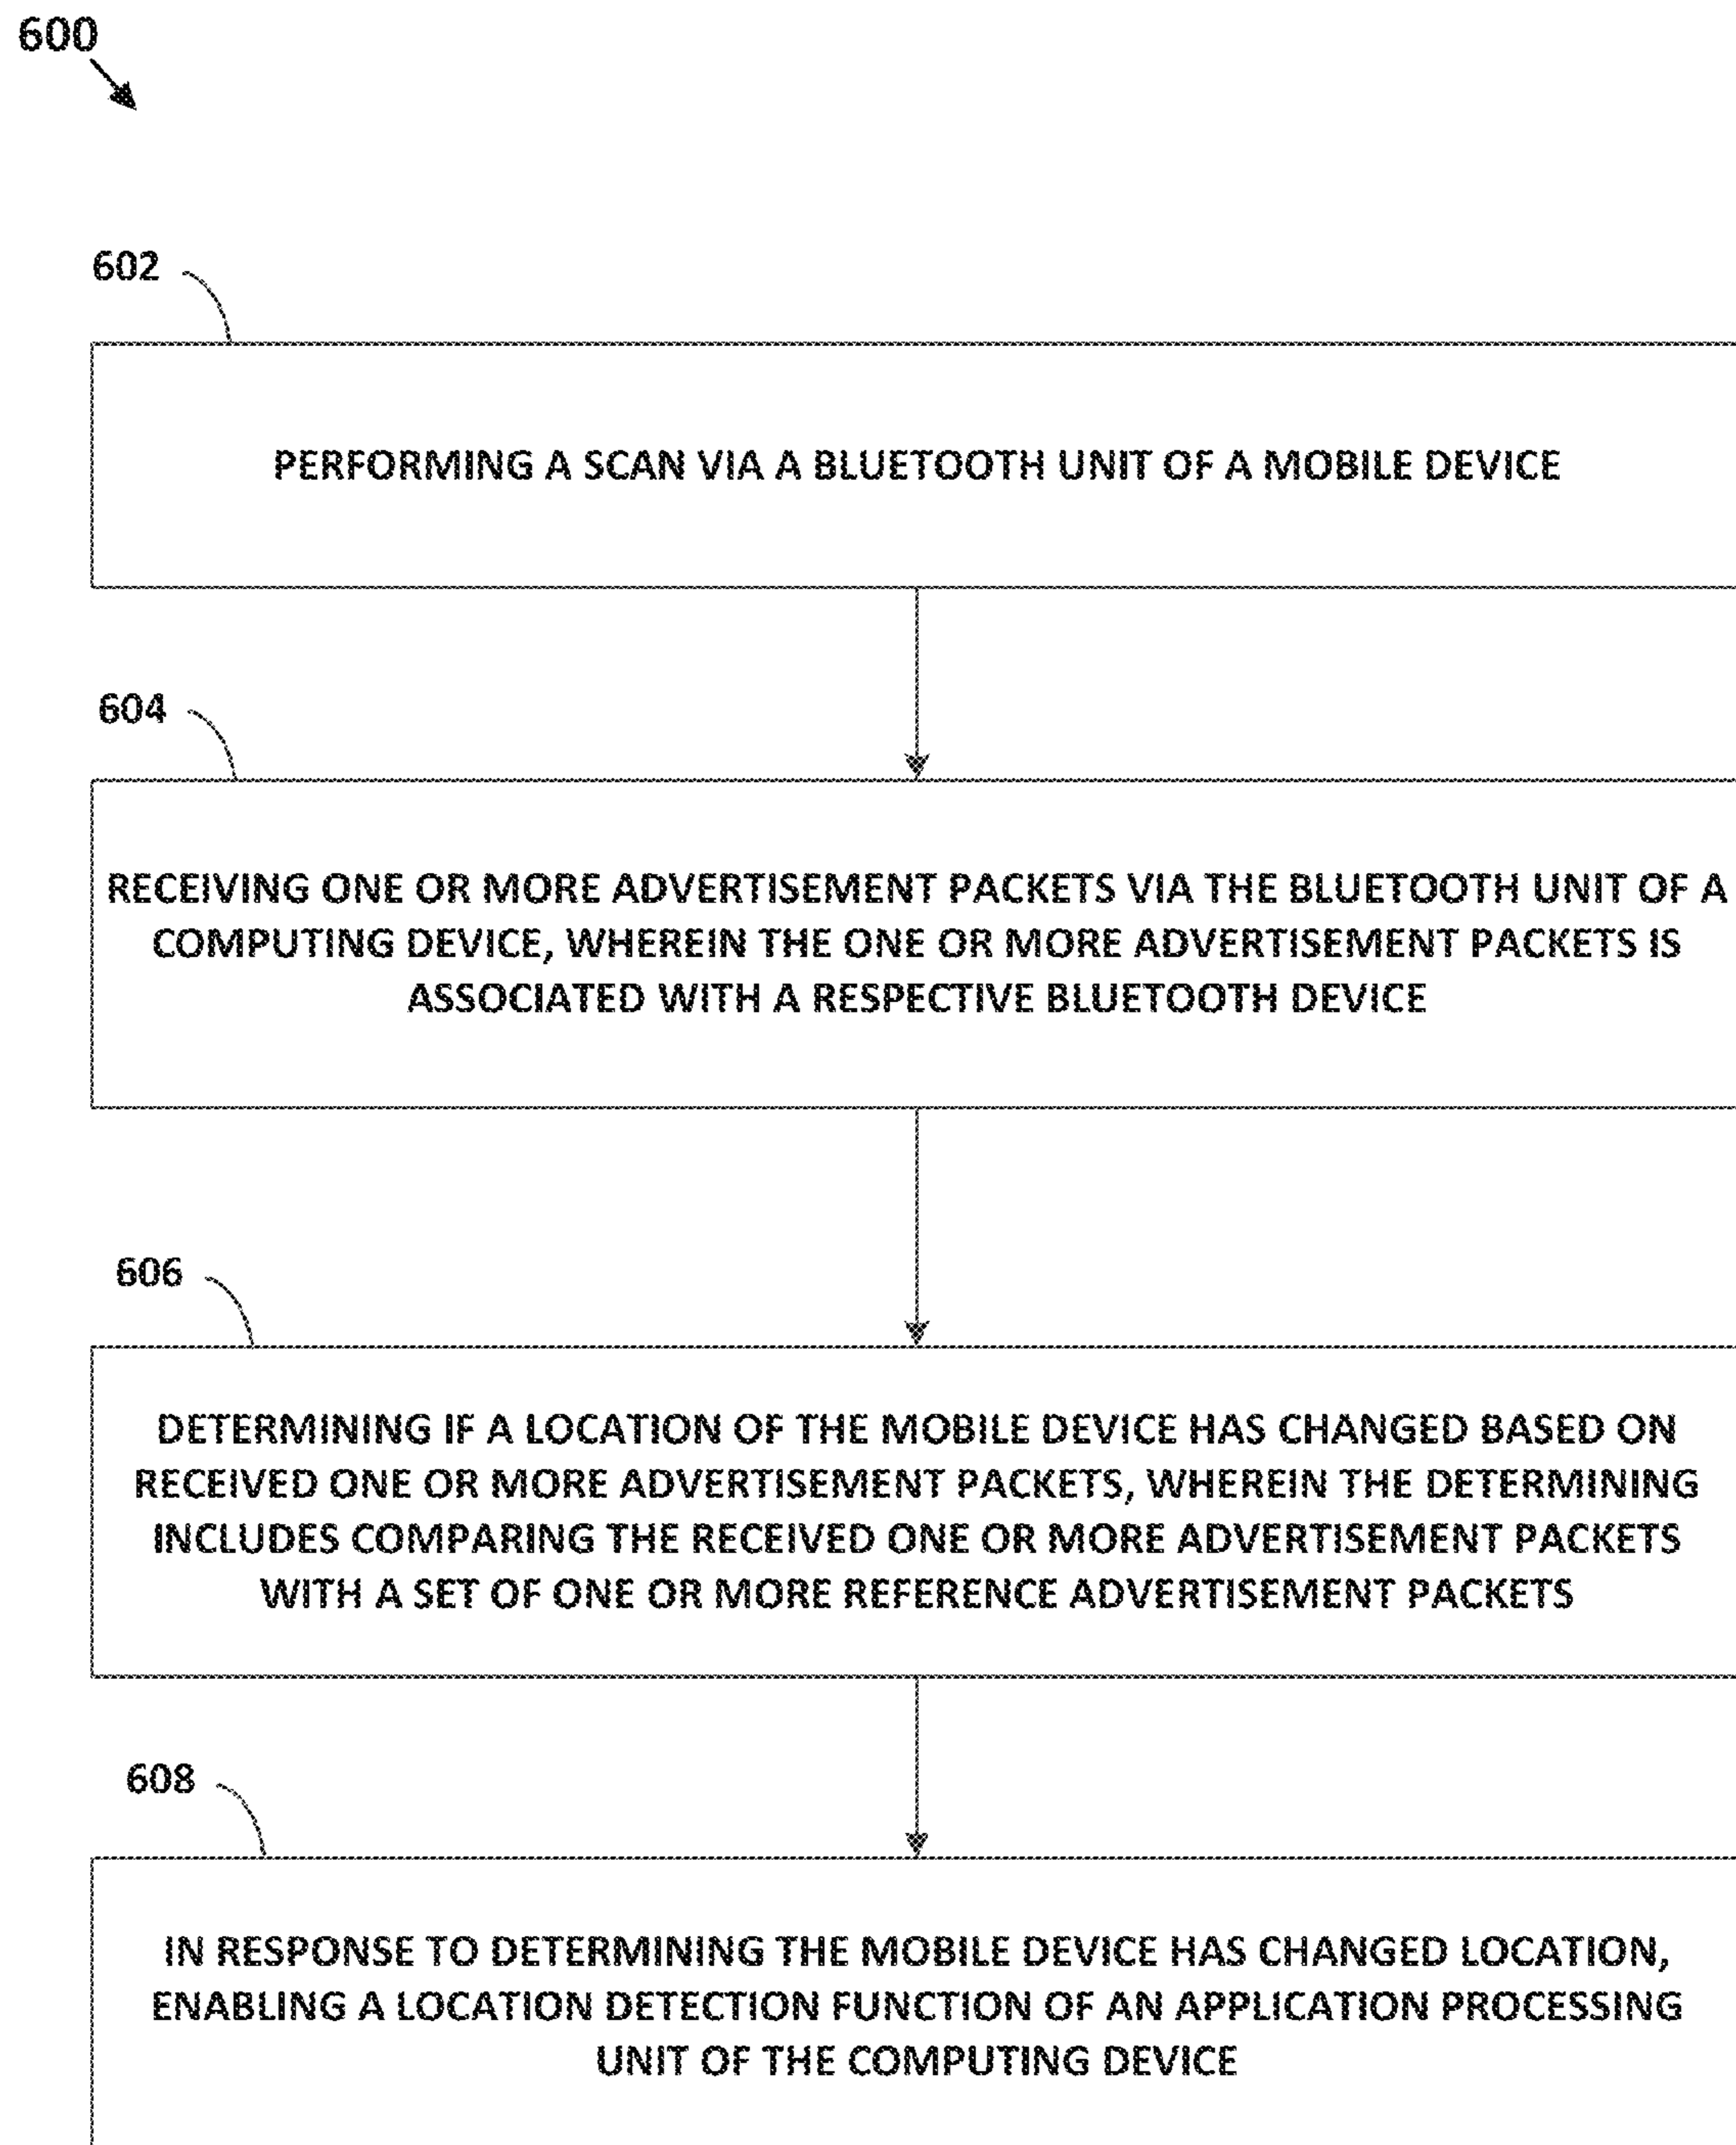 600
602
PERFORMING A SCAN VIA A BLUETOOTH UNIT OF A MOBILE DEVICE
604
RECEIVING ONE OR MORE ADVERTISEMENT PACKETS VIA THE BLUETOOTH UNIT OF A
COMPUTING DEVICE, WHEREIN THE ONE OR MORE ADVERTISEMENT PACKETS IS
ASSOCIATED WITH A RESPECTIVE BLUETOOTH DEVICE
606
DETERMINING IF A LOCATION OF THE MOBILE DEVICE HAS CHANGED BASED ON
RECEIVED ONE OR MORE ADVERTISEMENT PACKETS, WHEREIN THE DETERMINING
INCLUDES COMPARING THE RECEIVED ONE OR MORE ADVERTISEMENT PACKETS
WITH A SET OF ONE OR MORE REFERENCE ADVERTISEMENT PACKETS
608
IN RESPONSE TO DETERMINING THE MOBILE DEVICE HAS CHANGED LOCATION,
ENABLING A LOCATION DETECTION FUNCTION OF AN APPLICATION PROCESSING
UNIT OF THE COMPUTING DEVICE